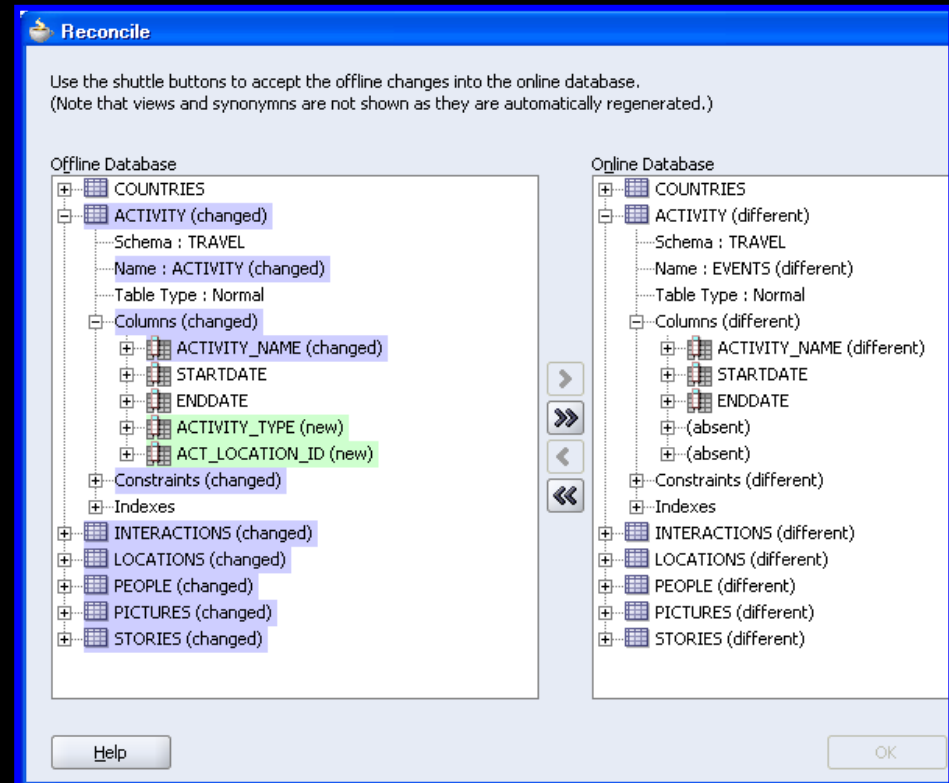 Reconcile
Use the shuttle buttons to accept the offline changes into the online database.
(Note that views and synonymns are not shown as they are automatically regenerated.)
Offline Database
COUNTRIES
ACTIVITY (changed)
Schema : TRAVEL
Name : ACTIVITY (changed)
Table Type : Normal
Columns (changed)
ACTIVITY_NAME (changed)
STARTDATE
ENDDATE
ACTIVITY_TYPE (new)
ACT_LOCATION_ID (new)
Constraints (changed)
Indexes
INTERACTIONS (changed)
LOCATIONS (changed)
PEOPLE (changed)
PICTURES (changed)
STORIES (changed)
Online Database
COUNTRIES
ACTIVITY (different)
Schema : TRAVEL
Name : EVENTS (different)
Table Type : Normal
Columns (different)
ACTIVITY_NAME (different)
STARTDATE
ENDDATE
(absent)
(absent)
Constraints (different)
Indexes
INTERACTIONS (different)
LOCATIONS (different)
PEOPLE (different)
PICTURES (different)
STORIES (different)
Help
OK